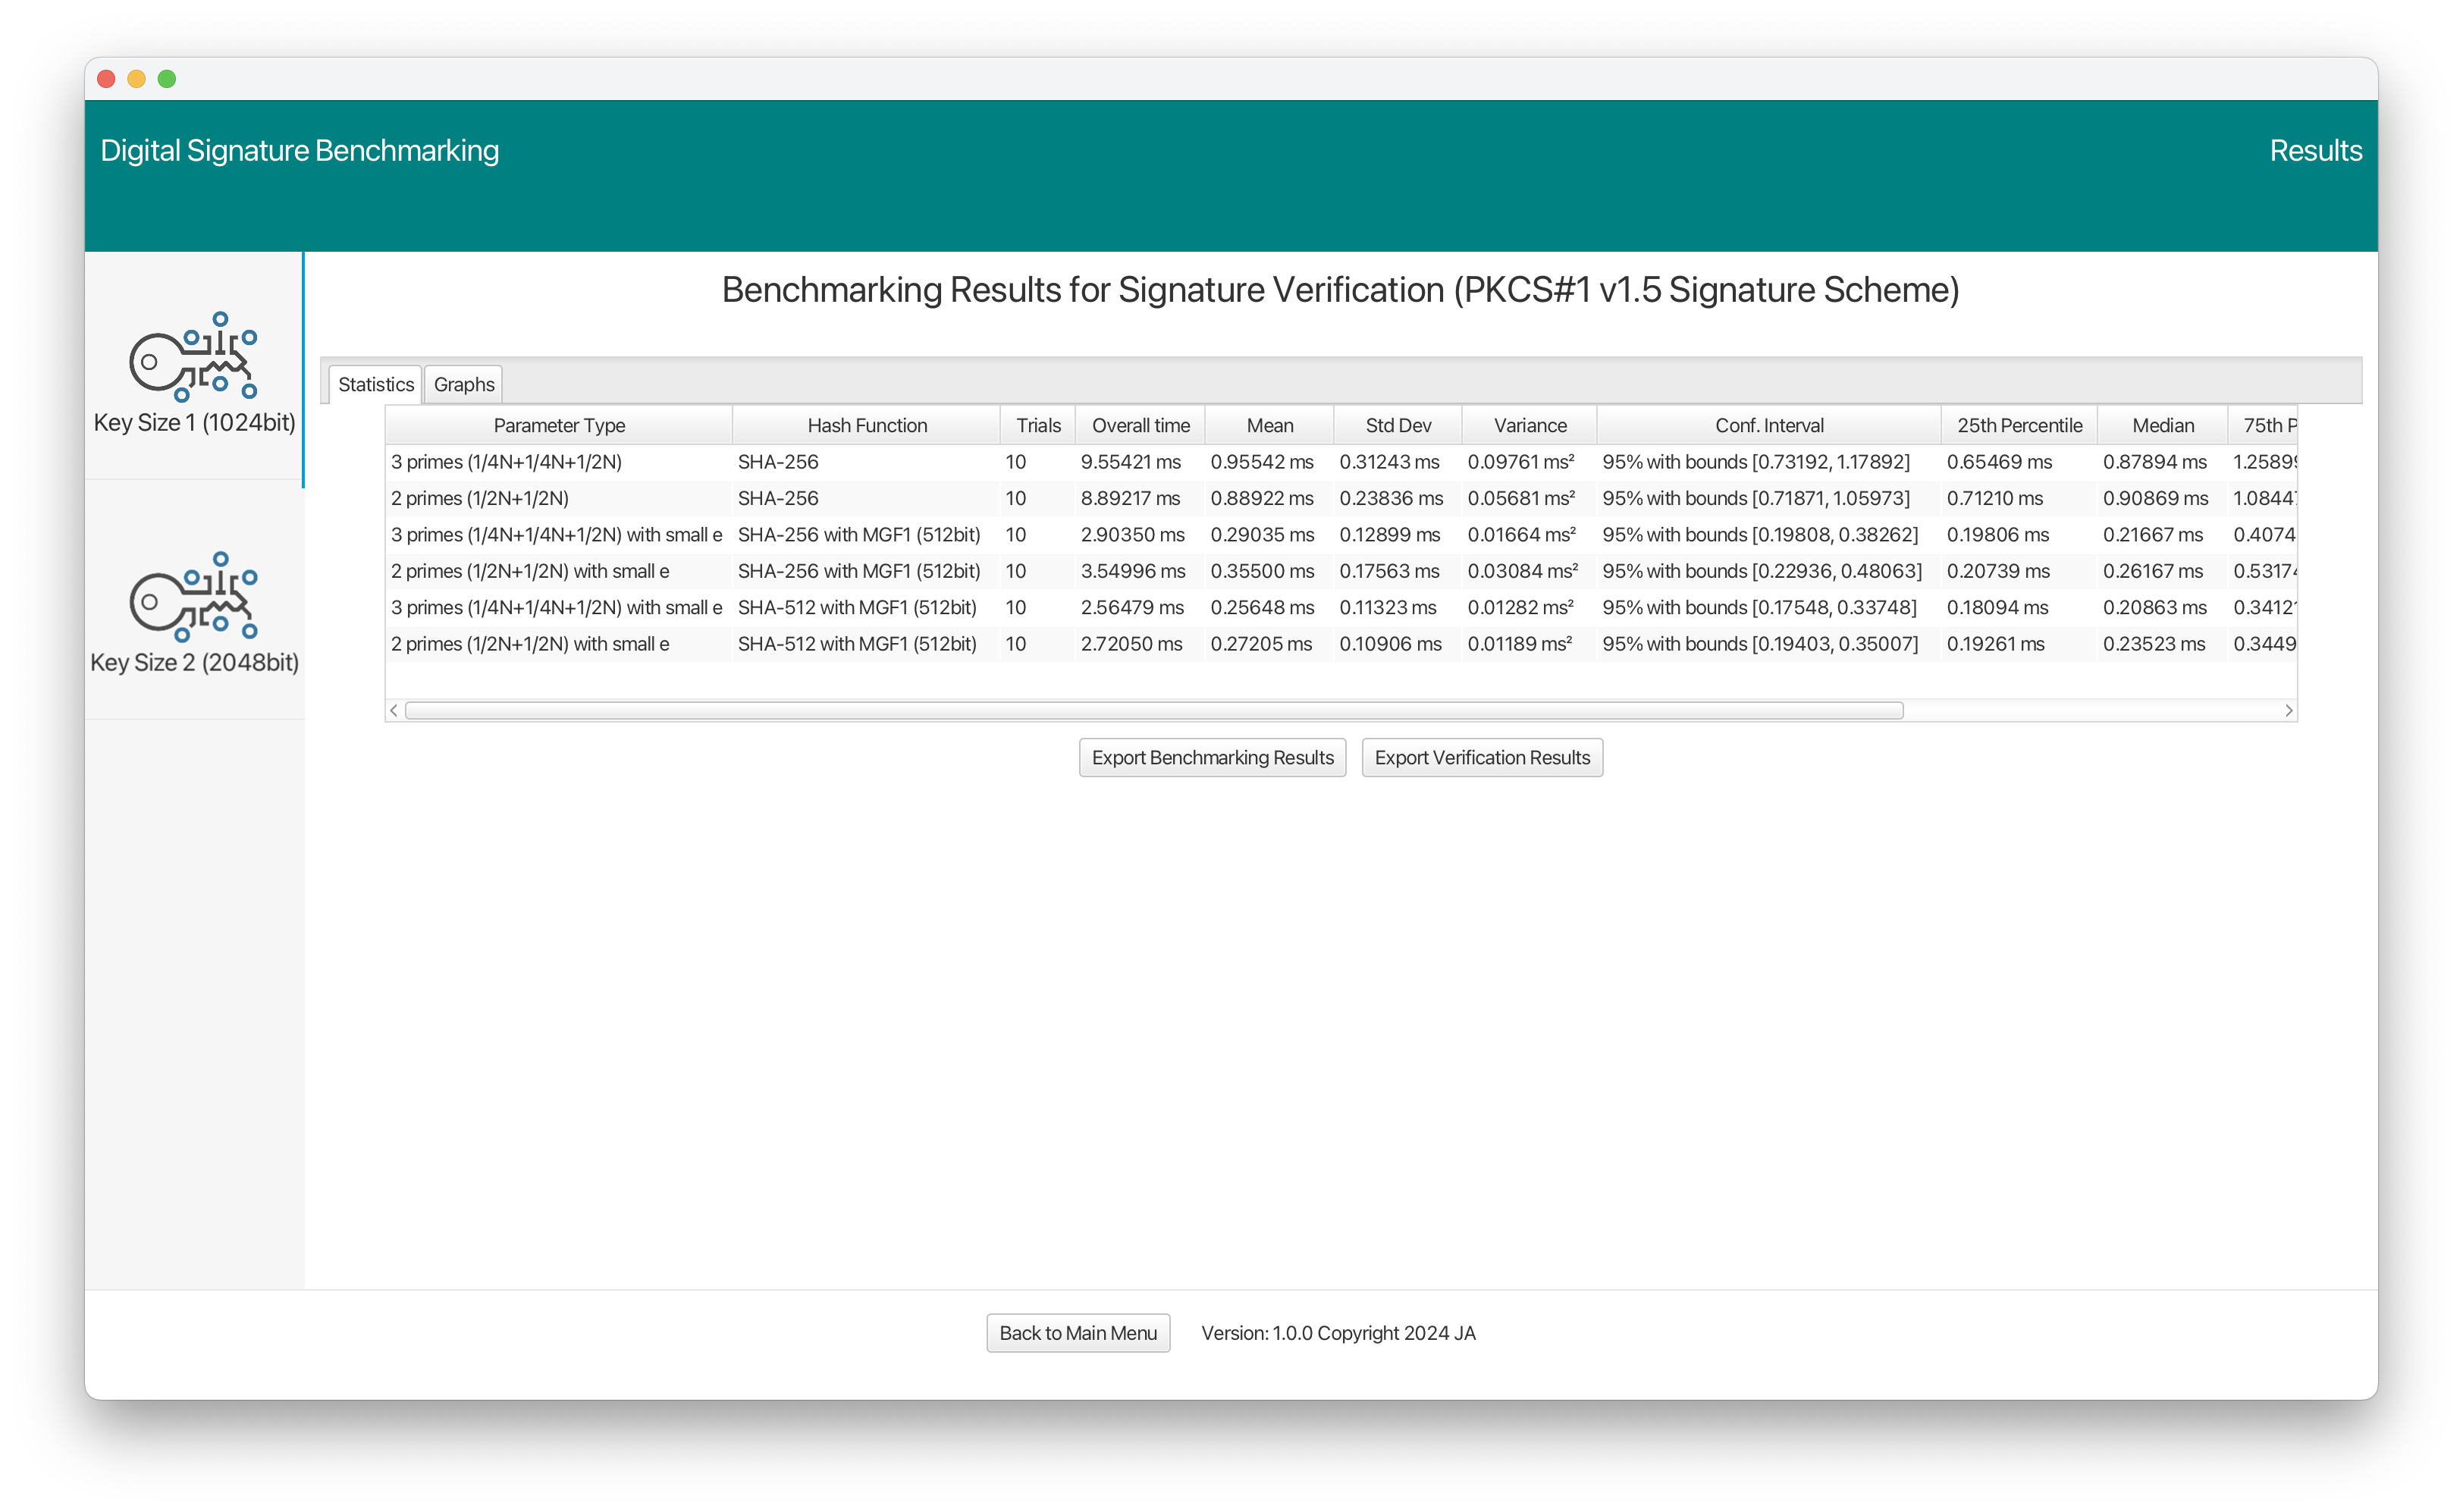 Digital Signature Benchmarking
Results
Key Size 1 (1024bit)
Key Size 2 (2048bit)
Benchmarking Results for Signature Verification (PKCS#1 v1.5 Signature Scheme)
Statistics Graphs
Parameter Type Hash Function Trials Overall time Mean Std Dev Variance Conf. Interval 25th Percentile Median 75th P
3 primes (1/4N+1/4N+1/2N) SHA-256 10 9.55421 ms 0.95542 ms 0.31243 ms 0.09761 ms² 95% with bounds [0.73192, 1.17892] 0.65469 ms 0.87894 ms 1.25899
2 primes (1/2N+1/2N) SHA-256 10 8.89217 ms 0.88922 ms 0.23836 ms 0.05681 ms² 95% with bounds [0.71871, 1.05973] 0.71210 ms 0.90869 ms 1.08447
3 primes (1/4N+1/4N+1/2N) with small e SHA-256 with MGF1 (512bit) 10 2.90350 ms 0.29035 ms 0.12899 ms 0.01664 ms² 95% with bounds [0.19808, 0.38262] 0.19806 ms 0.21667 ms 0.4074
2 primes (1/2N+1/2N) with small e SHA-256 with MGF1 (512bit) 10 3.54996 ms 0.35500 ms 0.17563 ms 0.03084 ms² 95% with bounds [0.22936, 0.48063] 0.20739 ms 0.26167 ms 0.53174
3 primes (1/4N+1/4N+1/2N) with small e SHA-512 with MGF1 (512bit) 10 2.56479 ms 0.25648 ms 0.11323 ms 0.01282 ms² 95% with bounds [0.17548, 0.33748] 0.18094 ms 0.20863 ms 0.34121
2 primes (1/2N+1/2N) with small e SHA-512 with MGF1 (512bit) 10 2.72050 ms 0.27205 ms 0.10906 ms 0.01189 ms² 95% with bounds [0.19403, 0.35007] 0.19261 ms 0.23523 ms 0.3449
Export Benchmarking Results Export Verification Results
Back to Main Menu Version: 1.0.0 Copyright 2024 JA